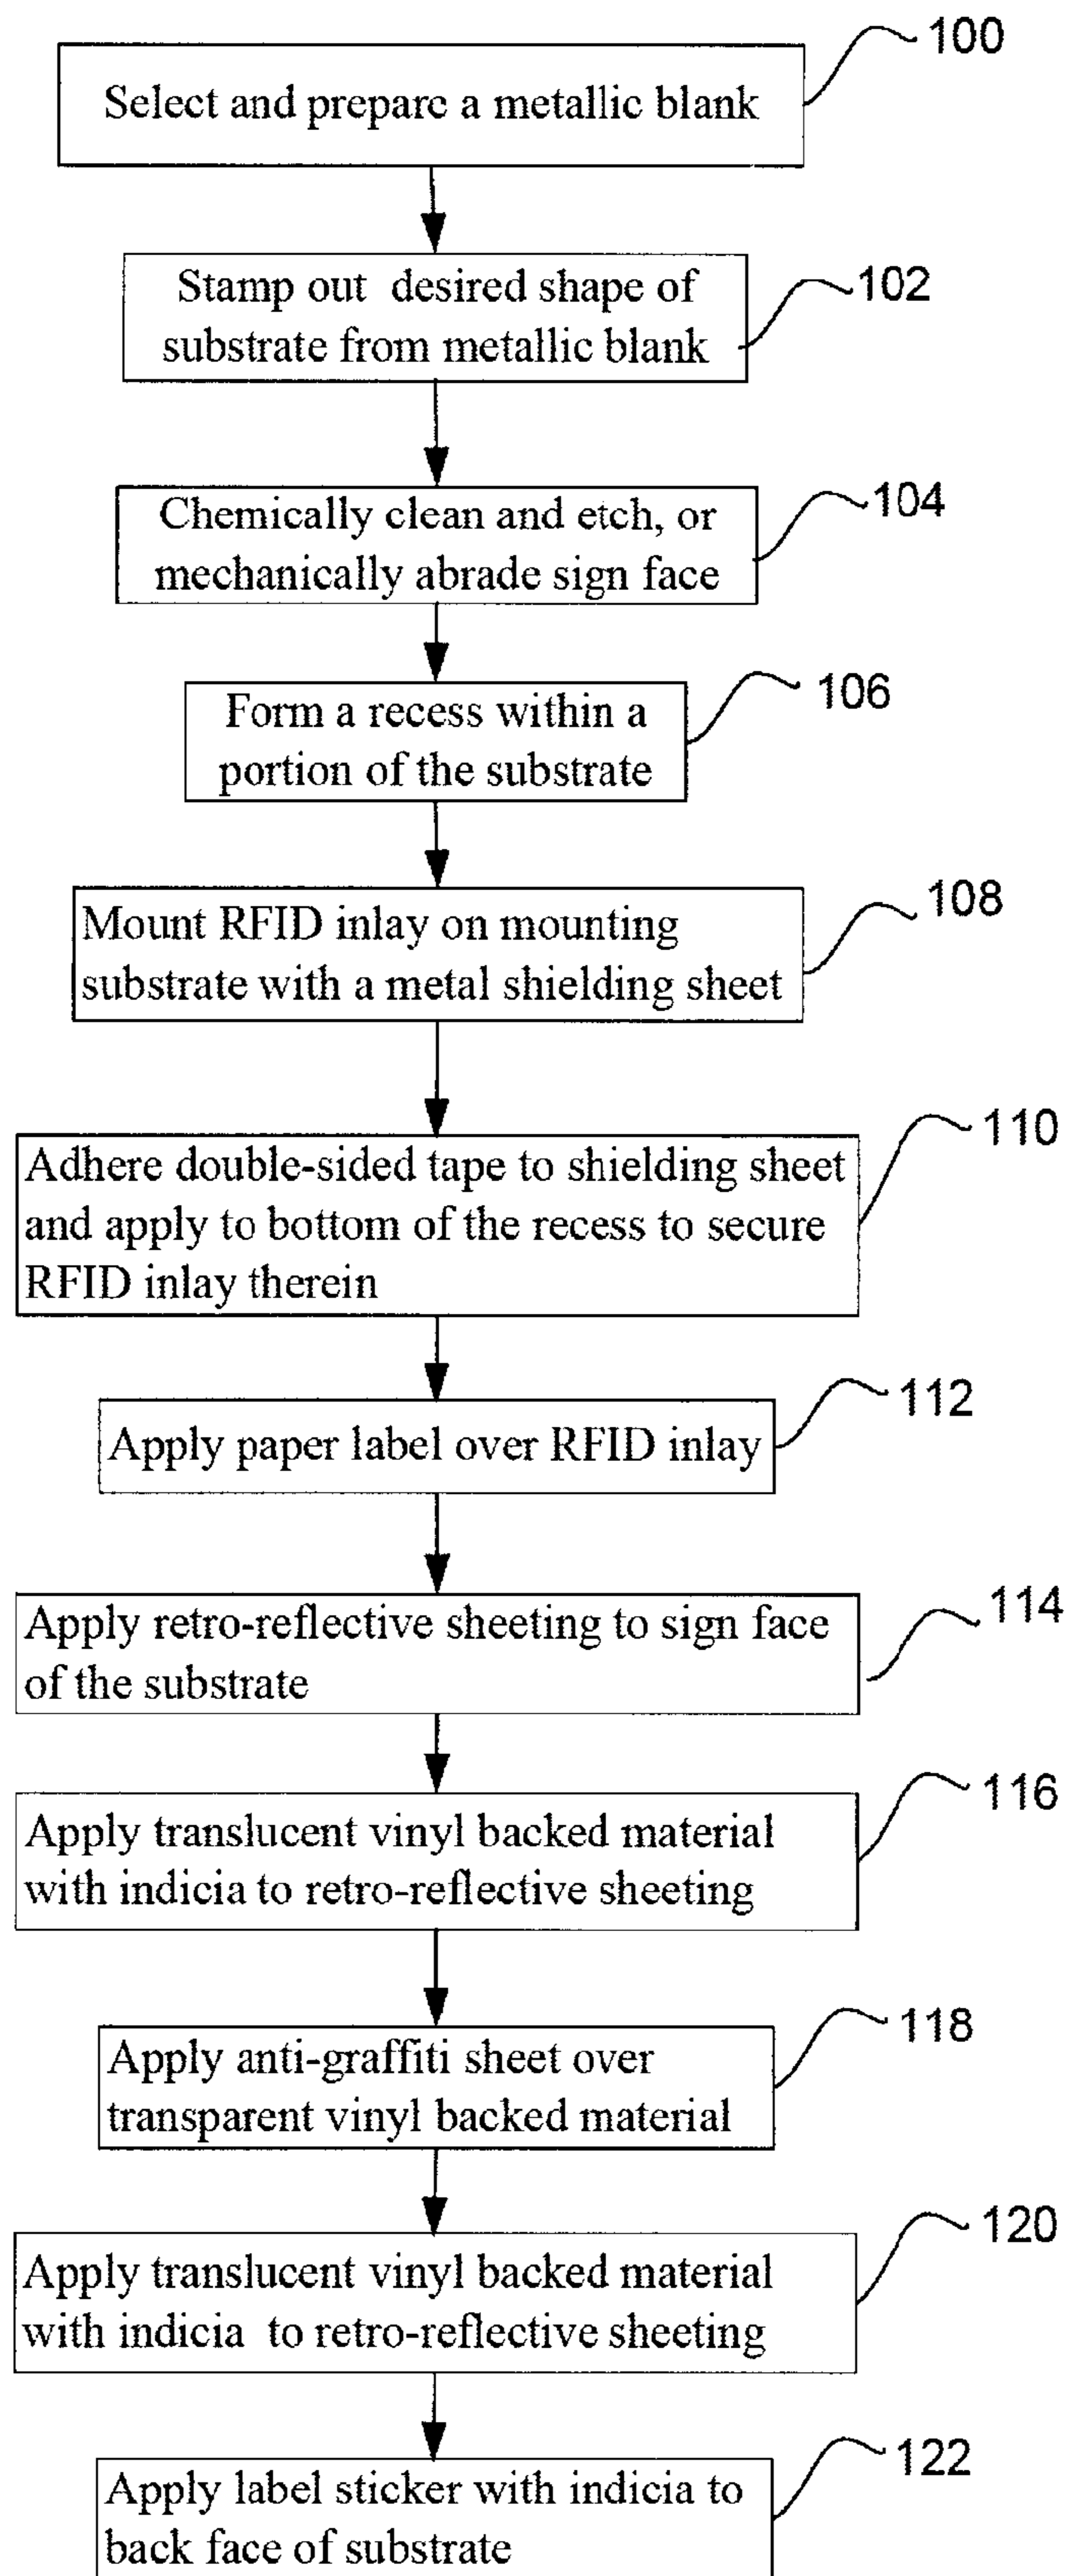 100
Select and prepare a metallic blank
102
Stamp out desired shape of
substrate from metallic blank
104
Chemically clean and etch, or
mechanically abrade sign face
106
Form a recess within a
portion of the substrate
108
Mount RFID inlay on mounting
substrate with a metal shielding sheet
110
Adhere double-sided tape to shielding sheet
and apply to bottom of the recess to secure
RFID inlay therein
112
Apply paper label over RFID inlay
114
Apply retro-reflective sheeting to sign face
of the substrate
116
Apply translucent vinyl backed material
with indicia to retro-reflective sheeting
118
Apply anti-graffiti sheet over
transparent vinyl backed material
120
Apply translucent vinyl backed material
with indicia to retro-reflective sheeting
122
Apply label sticker with indicia to
back face of substrate